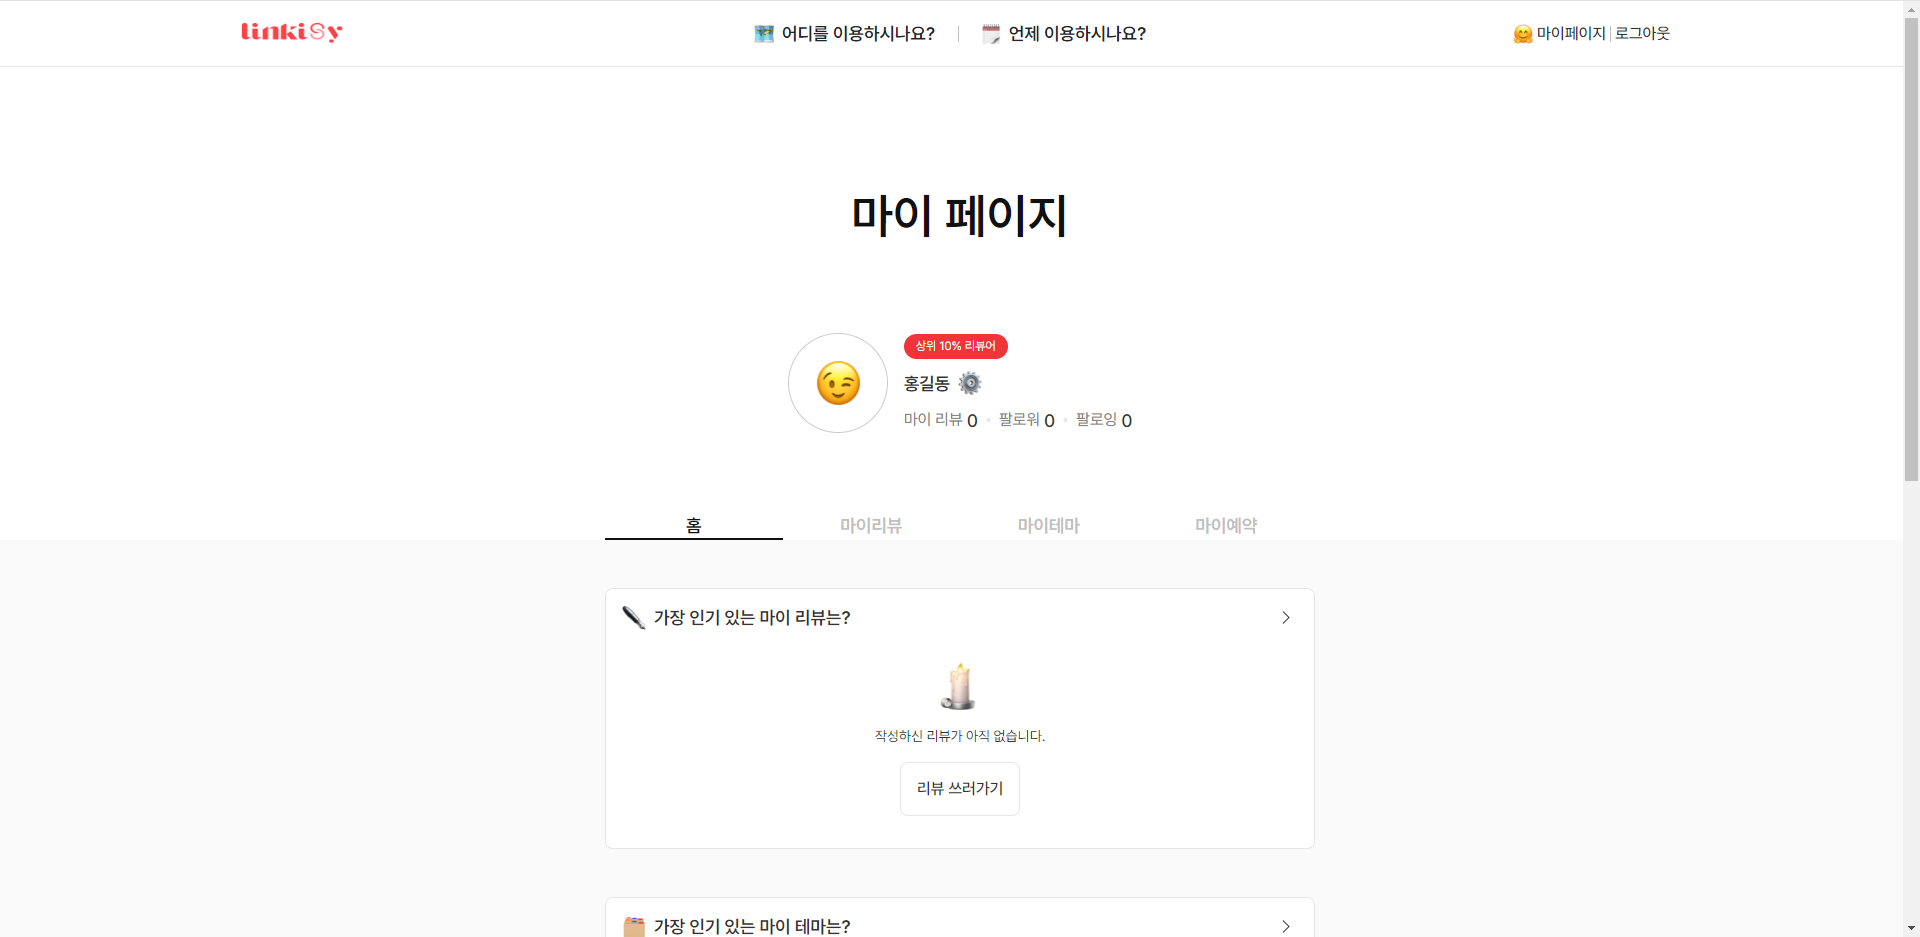 linkiSy
어디를 이용하시나요? | 언제 이용하시나요?
마이페이지 | 로그아웃
마이 페이지
상위 10% 리뷰어
홍길동
마이 리뷰 0 • 팔로워 0 • 팔로잉 0
홈 마이리뷰 마이테마 마이예약
가장 인기 있는 마이 리뷰는?
작성하신 리뷰가 아직 없습니다.
리뷰 쓰러가기
가장 인기 있는 마이 테마는?